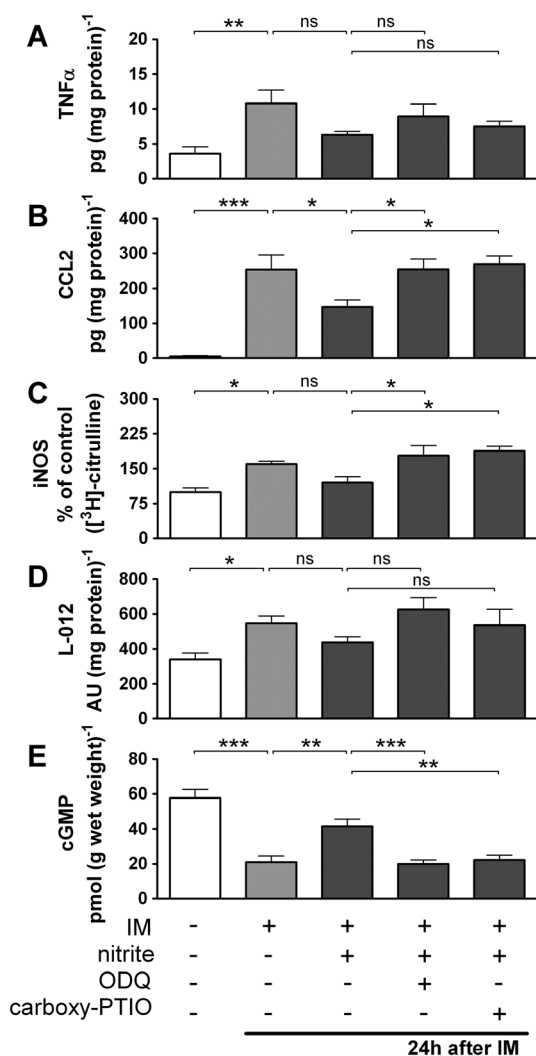 A
TNFα
pg (mg protein)-1
** ns ns
ns
20
15
10
5
0
B
CCL2
pg (mg protein)-1
*** * *
*
400
300
200
100
0
C
iNOS
% of control
([3H]-citrulline)
* ns *
*
300
225
150
75
0
D
L-012
AU (mg protein)-1
* ns ns
ns
800
600
400
200
0
E
cGMP
pmol (g wet weight)-1
*** ** ***
**
80
60
40
20
0
IM - + + + +
nitrite - - + + +
ODQ - - - + -
carboxy-PTIO - - - - +
24h after IM